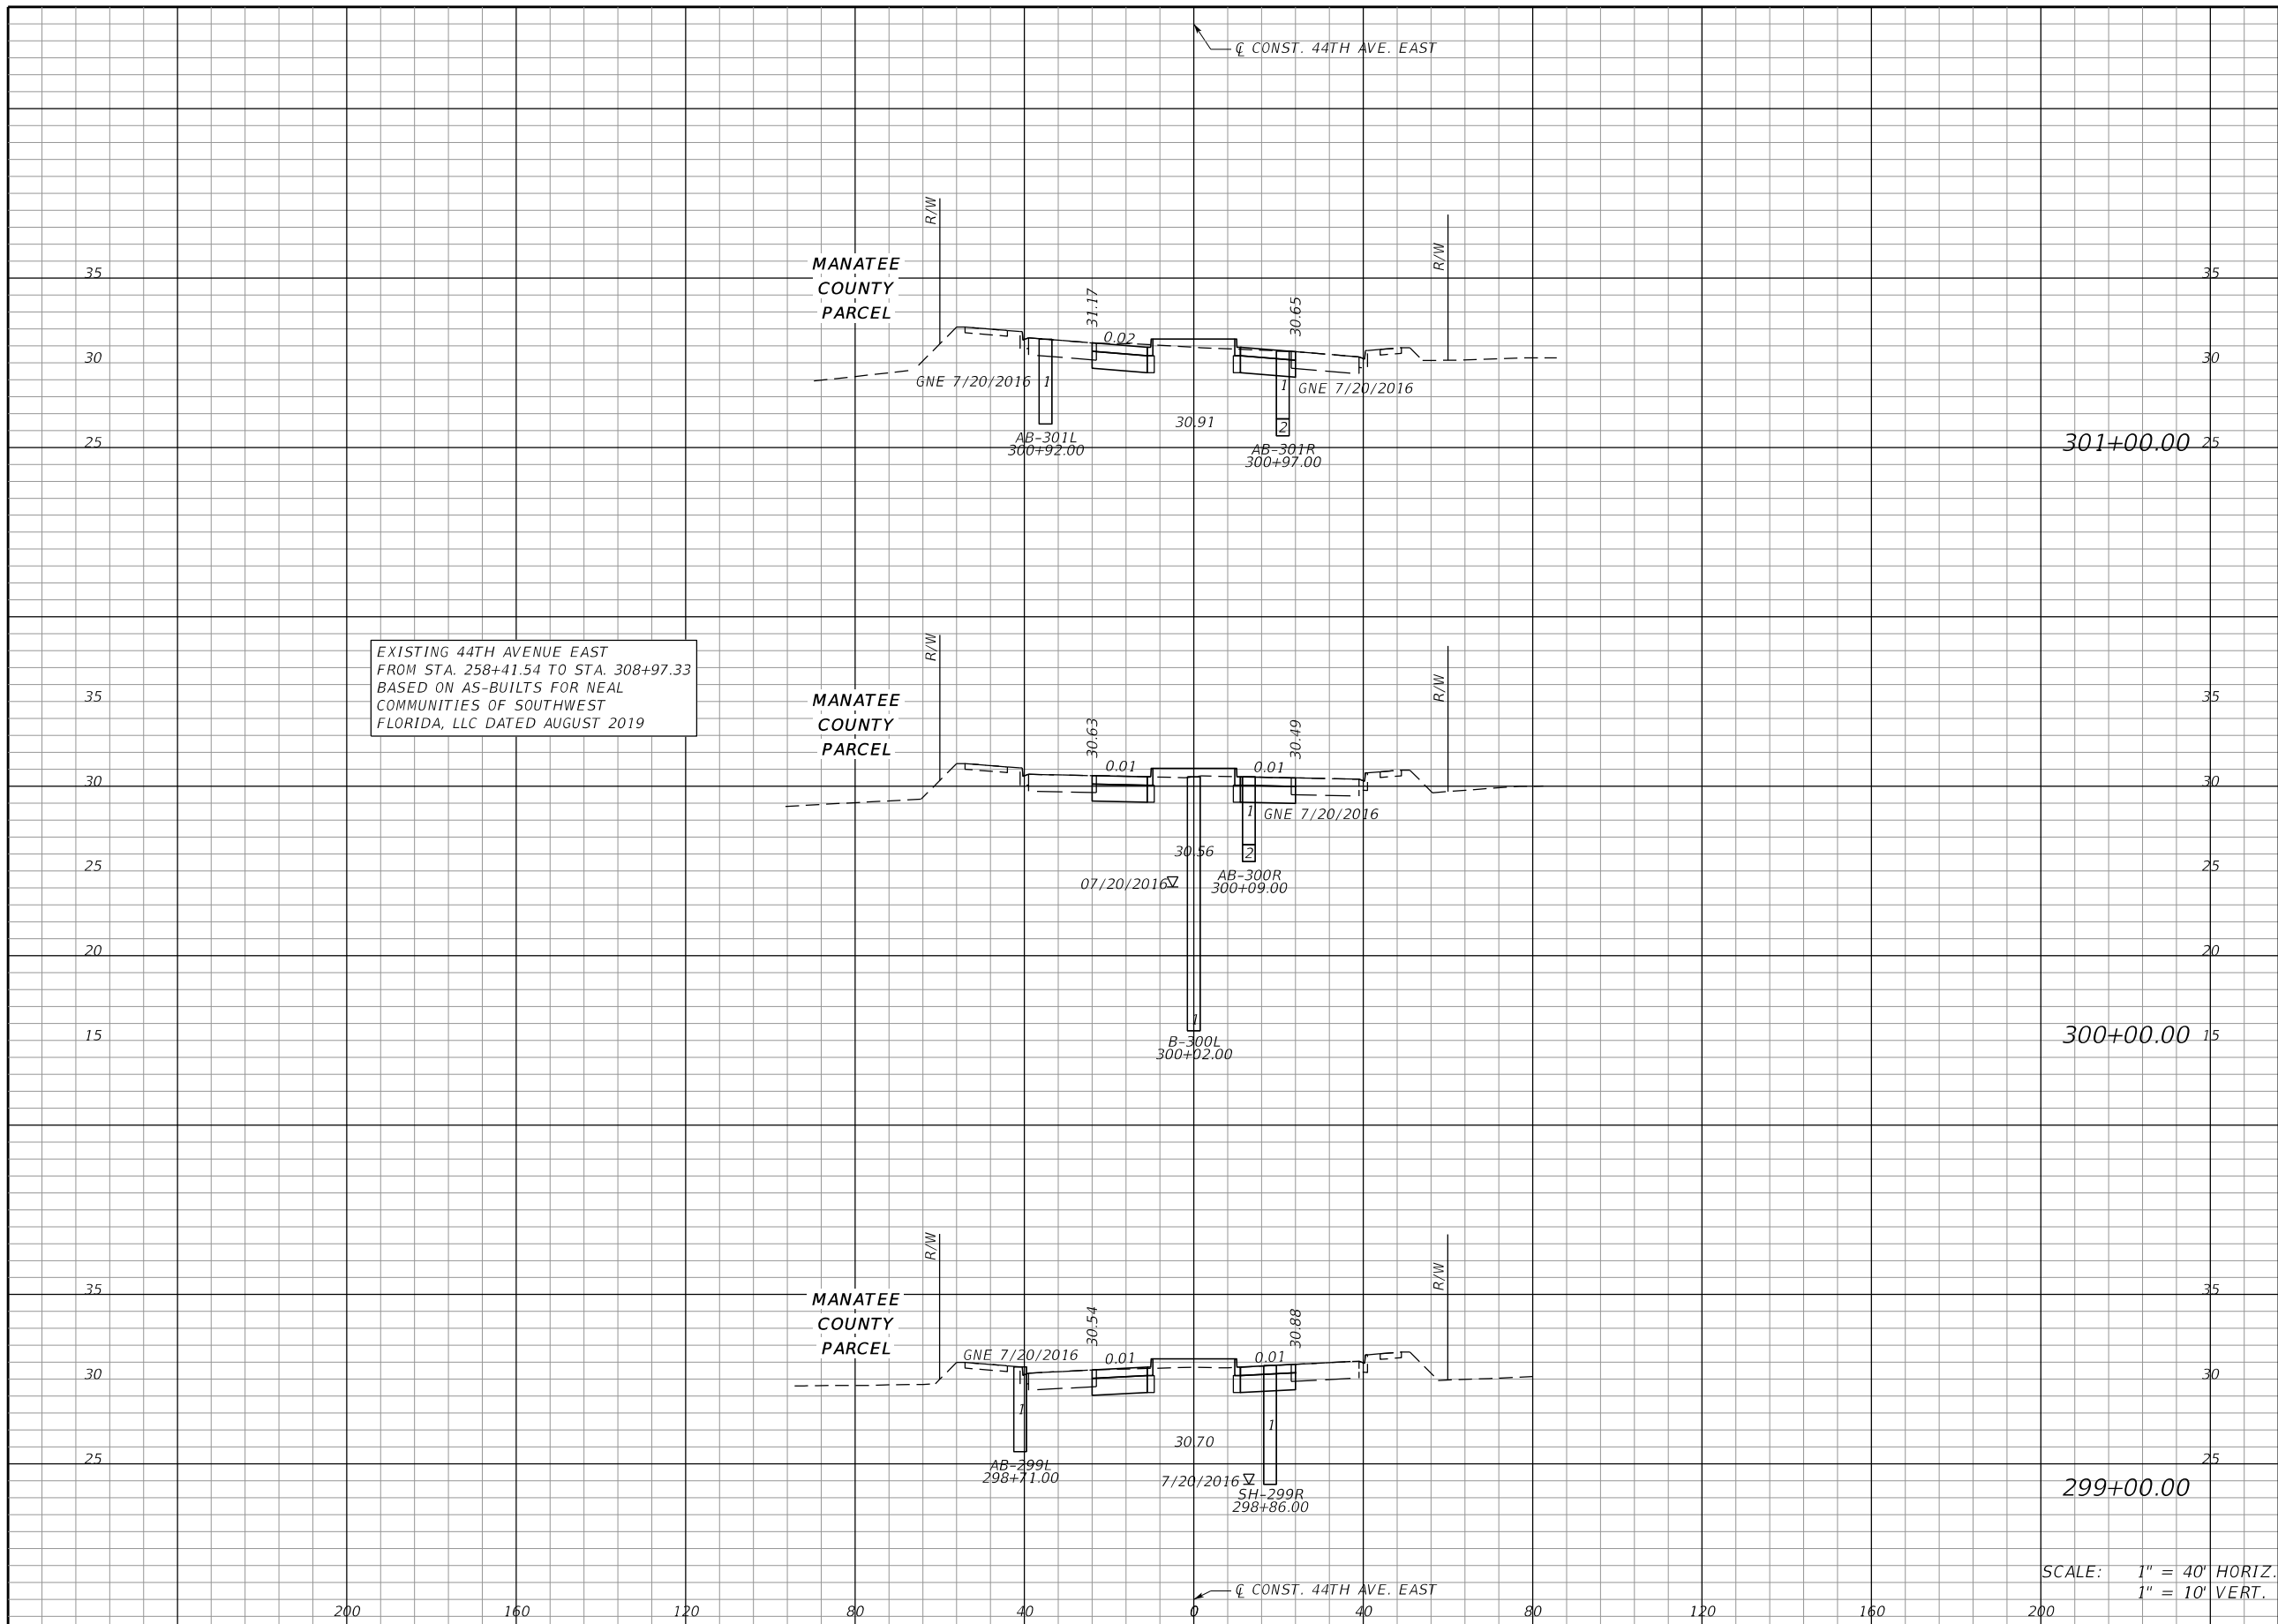 ℄ CONST. 44TH AVE. EAST
R/W
R/W
MANATEE
COUNTY
PARCEL
35
35
31.17
30.65
0.02
30
30
GNE 7/20/2016
1
1
GNE 7/20/2016
30.91
2
AB-301L
300+92.00
AB-301R
300+97.00
25
301+00.00
25
R/W
R/W
EXISTING 44TH AVENUE EAST
FROM STA. 258+41.54 TO STA. 308+97.33
BASED ON AS-BUILTS FOR NEAL
COMMUNITIES OF SOUTHWEST
FLORIDA, LLC DATED AUGUST 2019
MANATEE
COUNTY
PARCEL
35
35
30.63
30.49
0.01
0.01
30
30
1
GNE 7/20/2016
30.56
2
25
25
07/20/2016
AB-300R
300+09.00
20
20
1
15
300+00.00
15
B-300L
300+02.00
R/W
R/W
35
35
MANATEE
COUNTY
PARCEL
30.54
30.88
GNE 7/20/2016
0.01
0.01
30
30
1
1
30.70
25
25
AB-299L
298+71.00
7/20/2016
SH-299R
298+86.00
299+00.00
SCALE: 1" = 40' HORIZ.
1" = 10' VERT.
℄ CONST. 44TH AVE. EAST
200
160
120
80
40
0
40
80
120
160
200